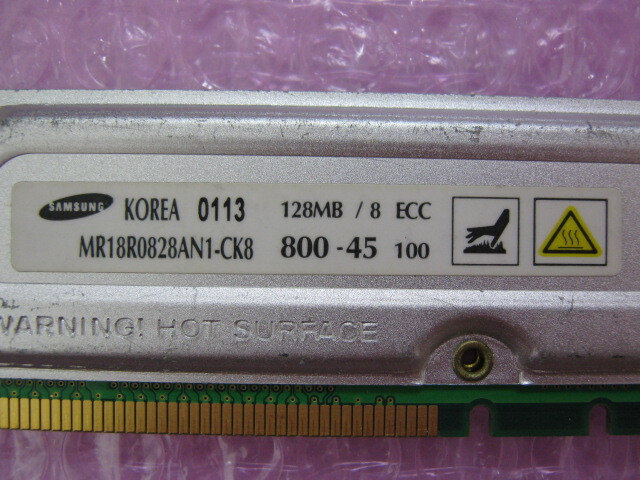 SAMSUNG KOREA 0113 128MB / 8 ECC
MR18R0828AN1-CK8 800 -45 100
WARNING! HOT SURFACE